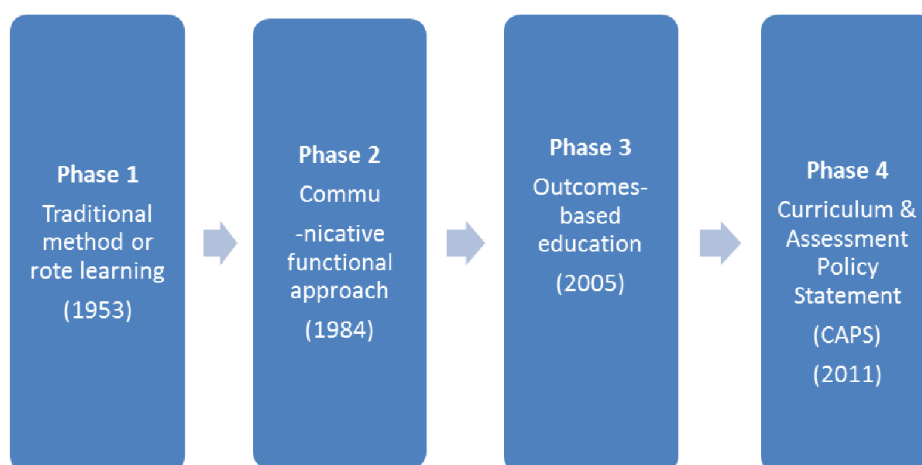 Phase 1
Traditional
method or
rote learning
(1953)
Phase 2
Commu
-nicative
functional
approach
(1984)
Phase 3
Outcomes-
based
education
(2005)
Phase 4
Curriculum &
Assessment
Policy
Statement
(CAPS)
(2011)